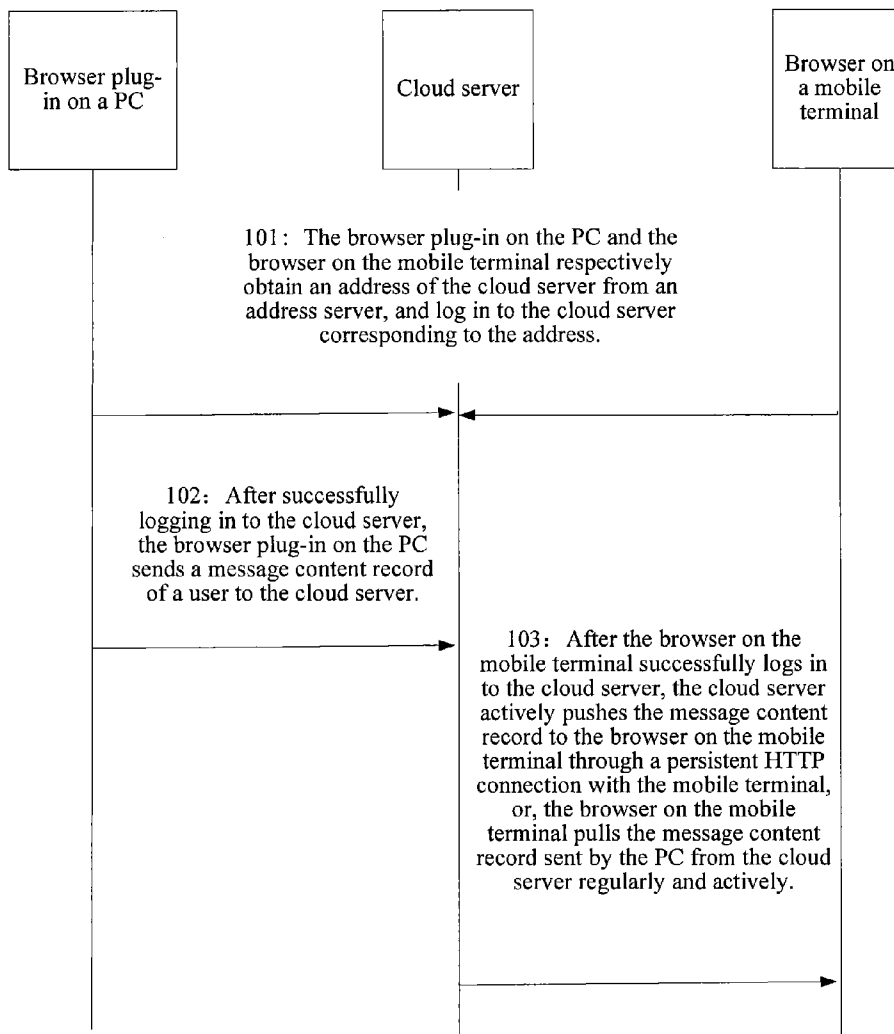 Browser plug-
in on a PC
Cloud server
Browser on
a mobile
terminal
101: The browser plug-in on the PC and the
browser on the mobile terminal respectively
obtain an address of the cloud server from an
address server, and log in to the cloud server
corresponding to the address.
102: After successfully
logging in to the cloud server,
the browser plug-in on the PC
sends a message content record
of a user to the cloud server.
103: After the browser on the
mobile terminal successfully logs in
to the cloud server, the cloud server
actively pushes the message content
record to the browser on the mobile
terminal through a persistent HTTP
connection with the mobile terminal,
or, the browser on the mobile
terminal pulls the message content
record sent by the PC from the cloud
server regularly and actively.